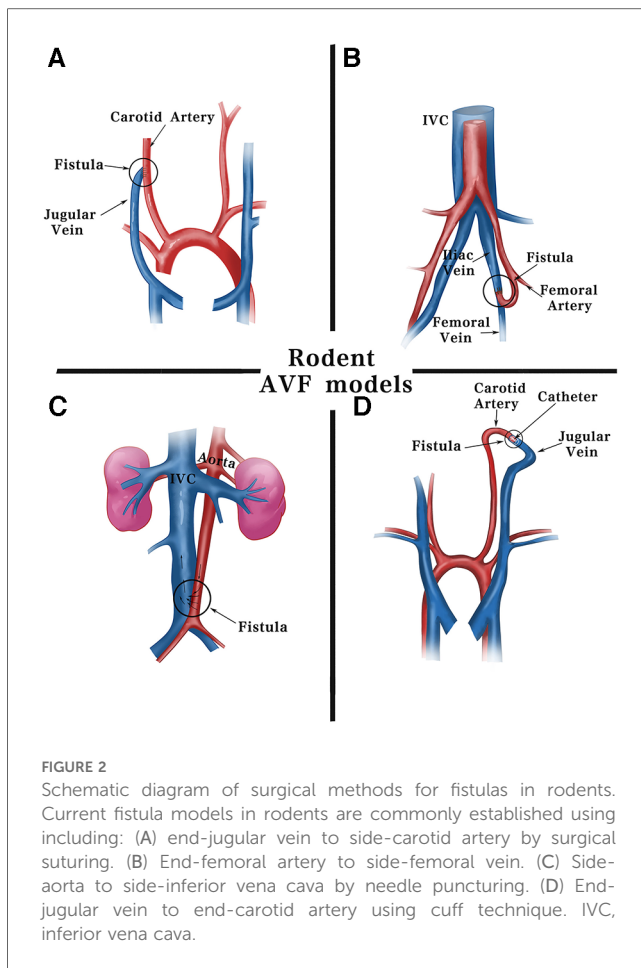 A
Carotid Artery
Fistula
Jugular
Vein
B
IVC
Iliac
Vein
Fistula
Femoral
Artery
Femoral
Vein
Rodent
AVF models
C
Aorta
IVC
Fistula
D
Carotid
Artery
Catheter
Fistula
Jugular
Vein
FIGURE 2
Schematic diagram of surgical methods for fistulas in rodents.
Current fistula models in rodents are commonly established using
including: (A) end-jugular vein to side-carotid artery by surgical
suturing. (B) End-femoral artery to side-femoral vein. (C) Side-
aorta to side-inferior vena cava by needle puncturing. (D) End-
jugular vein to end-carotid artery using cuff technique. IVC,
inferior vena cava.